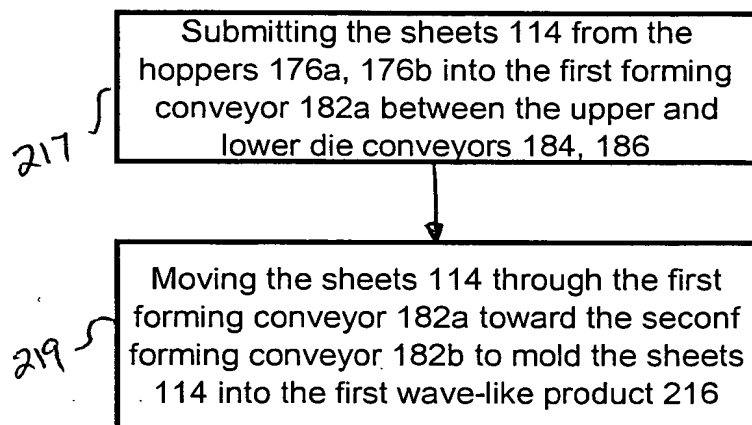 Submitting the sheets 114 from the
hoppers 176a, 176b into the first forming
conveyor 182a between the upper and
lower die conveyors 184, 186
217
Moving the sheets 114 through the first
forming conveyor 182a toward the seconf
forming conveyor 182b to mold the sheets
114 into the first wave-like product 216
219